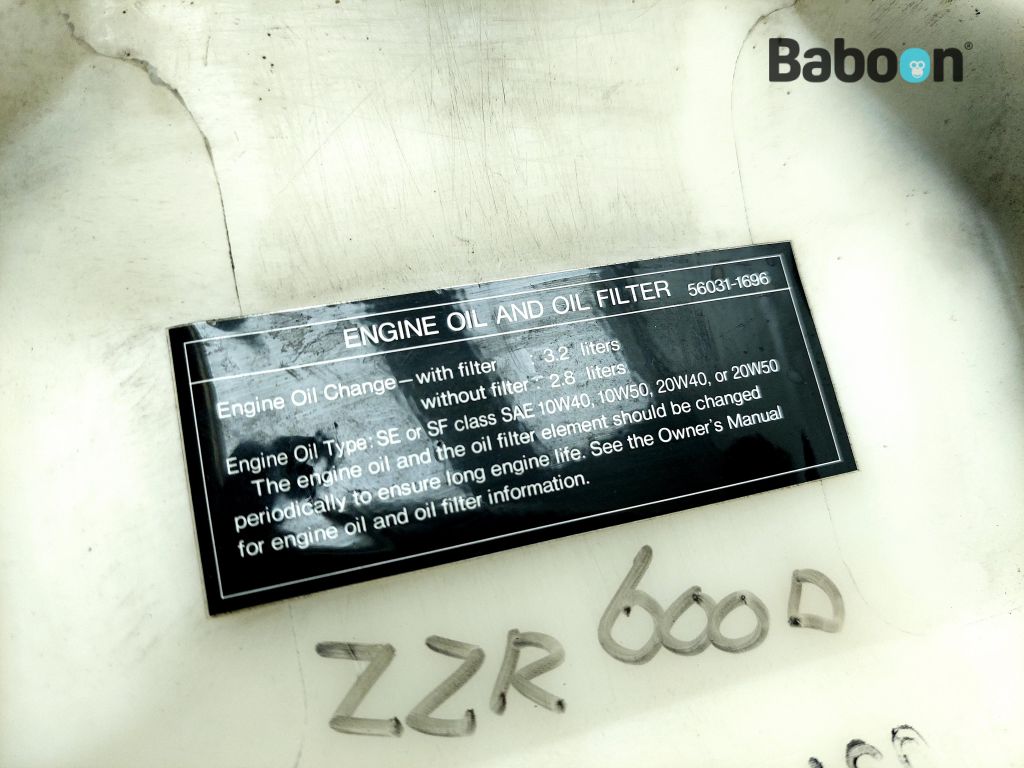 Baboon®
ENGINE OIL AND OIL FILTER 56031-1696
Engine Oil Change – with filter : 3.2 liters
without filter : 2.8 liters
Engine Oil Type: SE or SF class SAE 10W40, 10W50, 20W40, or 20W50
The engine oil and the oil filter element should be changed
periodically to ensure long engine life. See the Owner's Manual
for engine oil and oil filter information.
ZZR 600 D